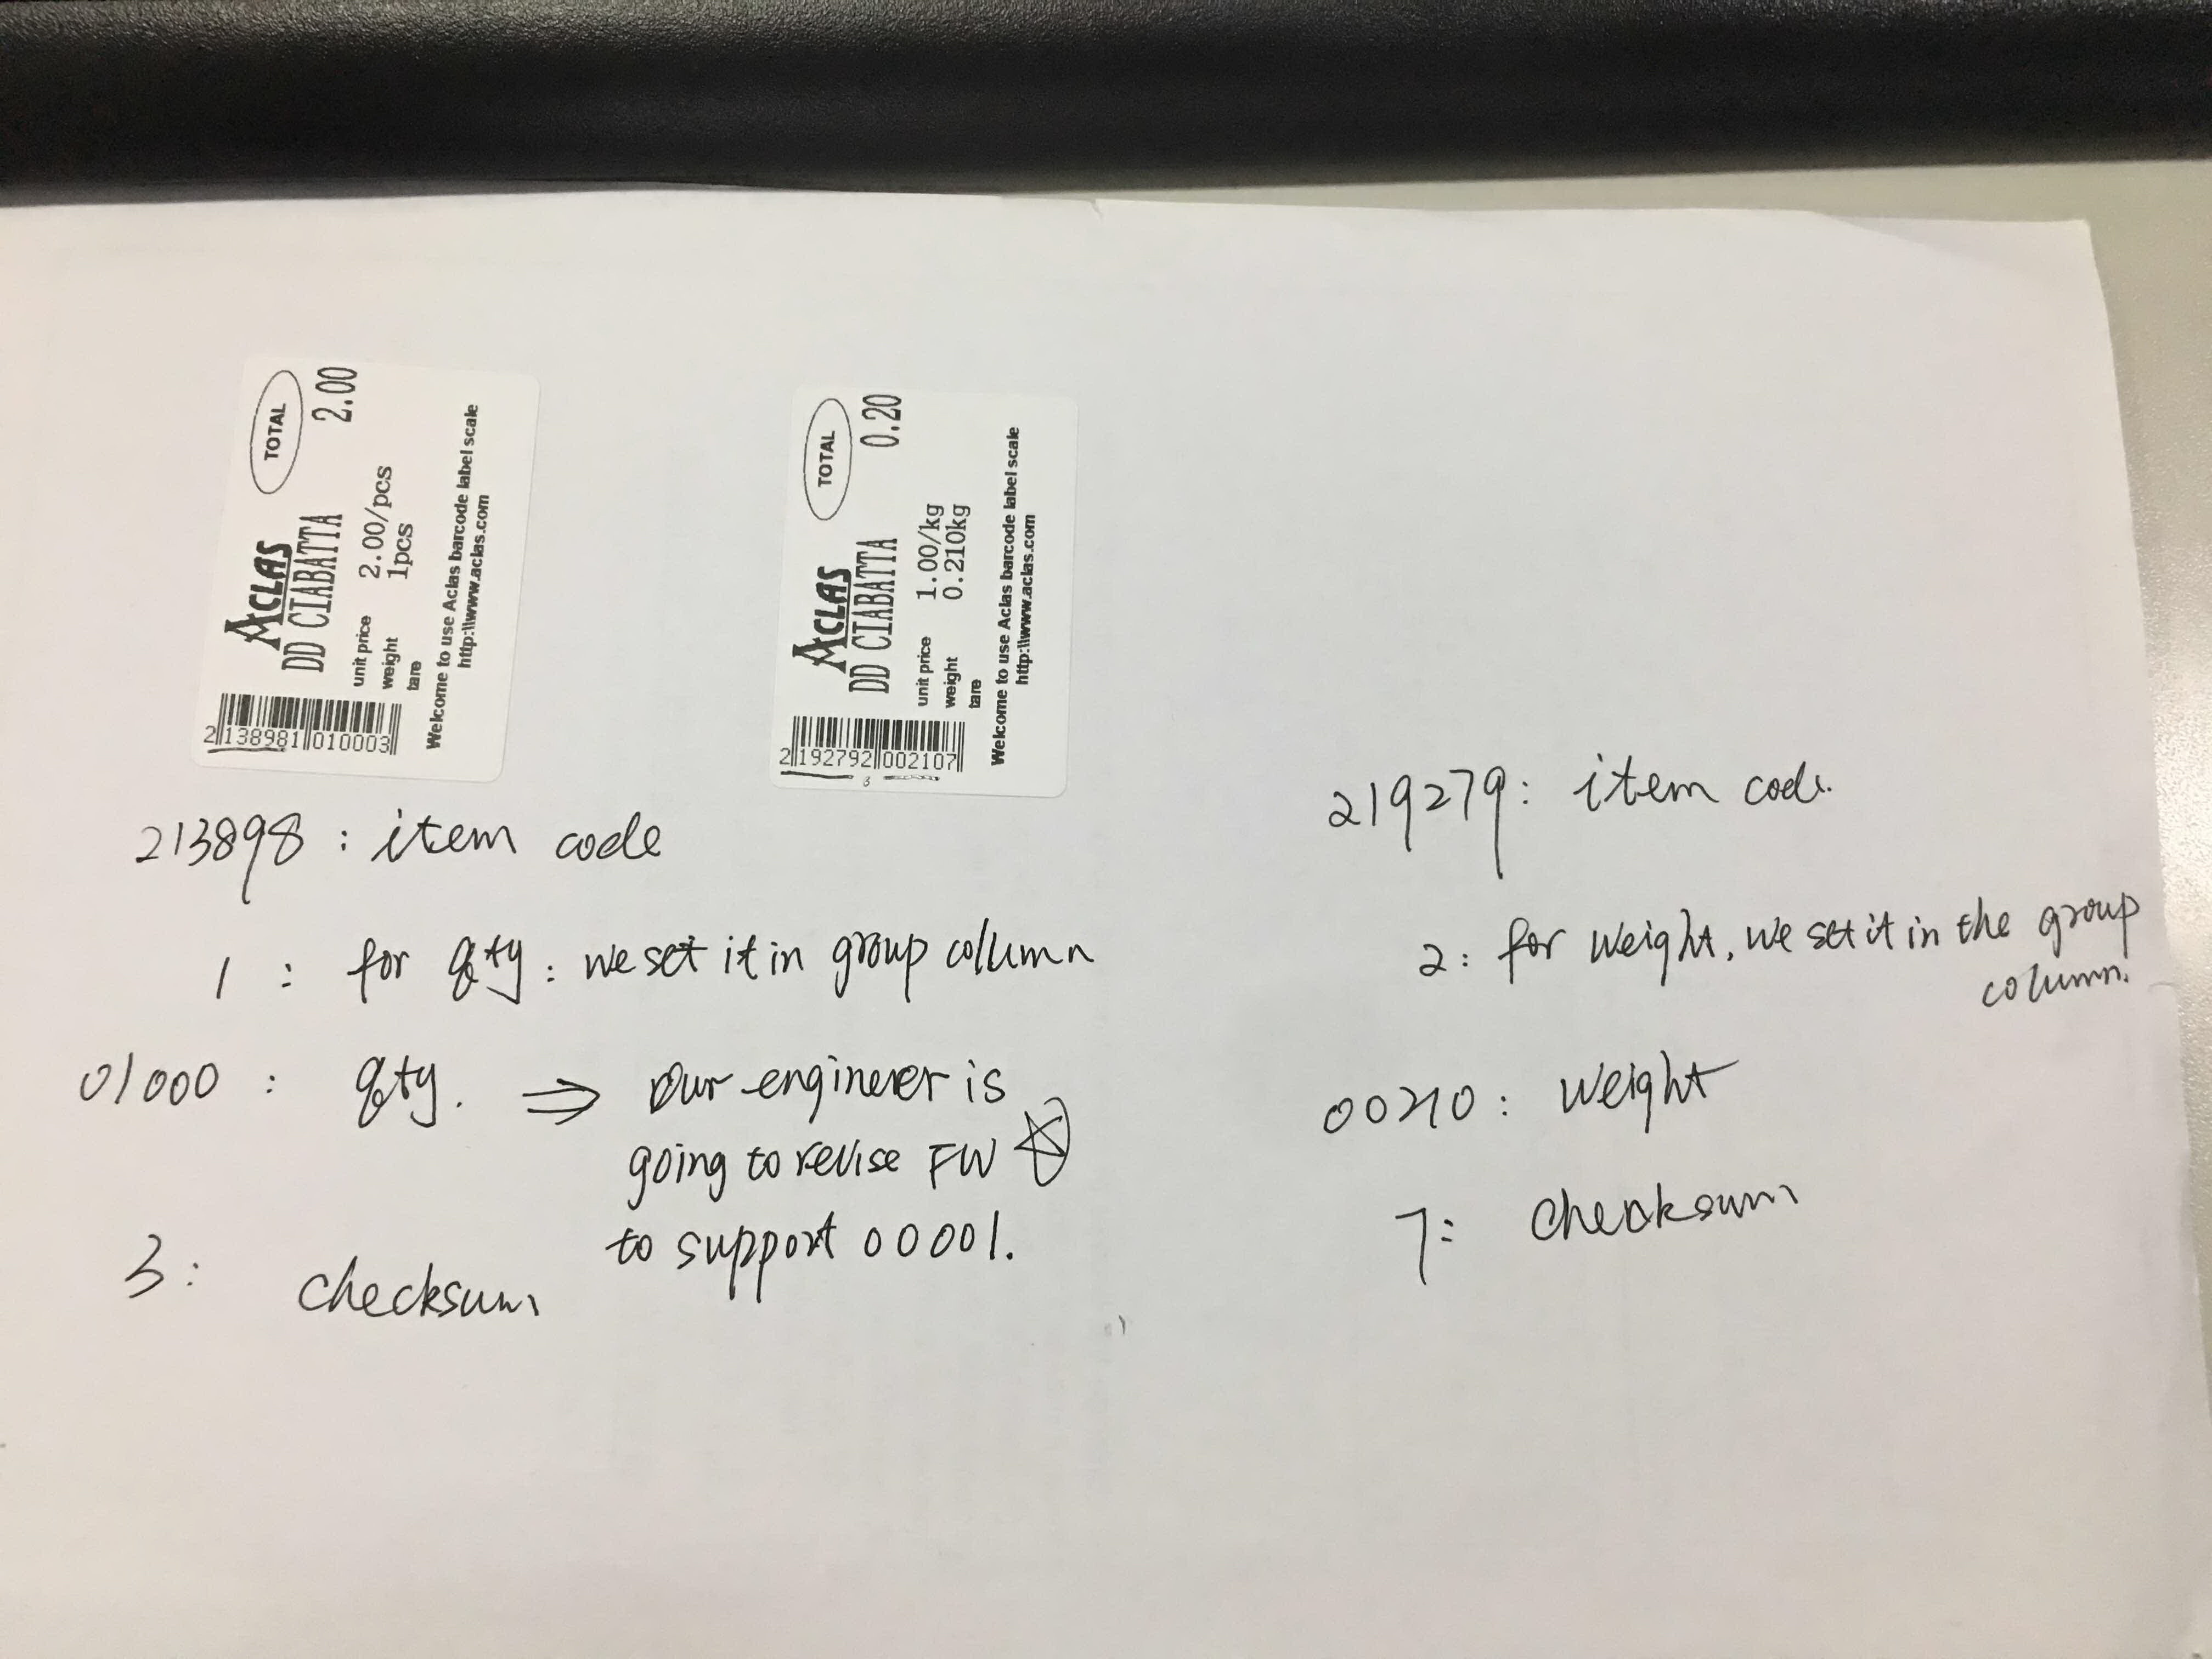 ACLAS
TOTAL
DD CIABATTA 2.00
unit price 2.00/pcs
weight 1pcs
tare
Welcome to use Aclas barcode label scale
http:\\www.aclas.com
2 138981 010003
ACLAS
TOTAL
DD CIABATTA 0.20
unit price 1.00/kg
weight 0.210kg
tare
Welcome to use Aclas barcode label scale
http:\\www.aclas.com
2 192792 002107
213898 : item code
1 : for qty : we set it in group column
01000 : qty. ⇒ Our engineer is
going to revise FW
to support 00001.
3 : checksum
219279 : item code.
2 : for weight, we set it in the group
column.
00210 : weight
7 : checksum